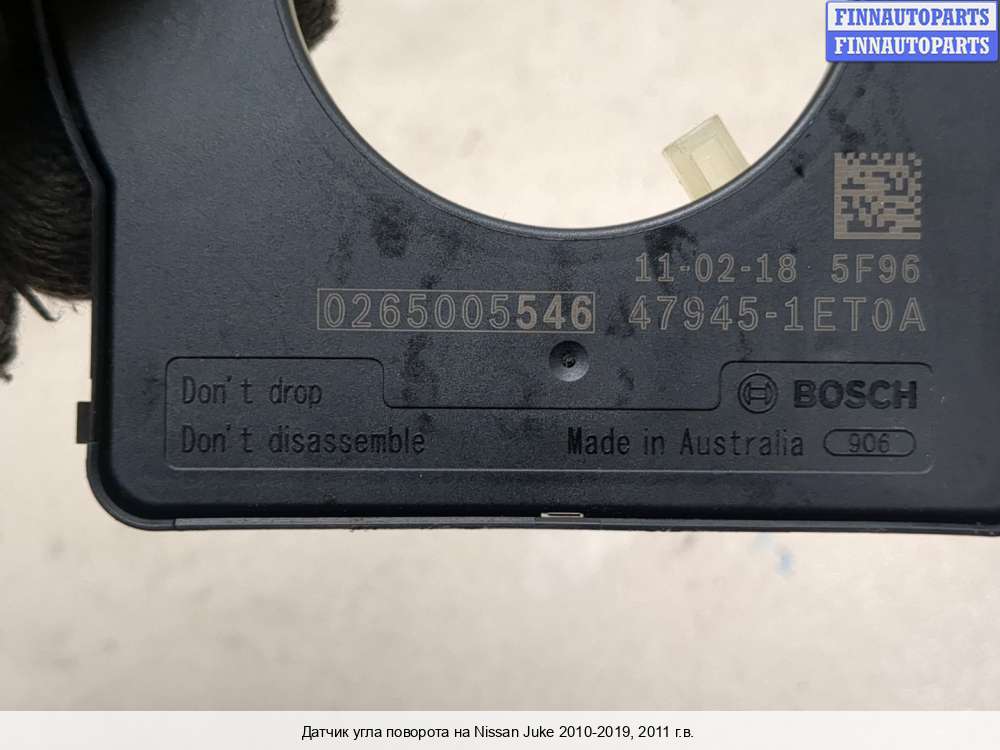 FINNAUTOPARTS
FINNAUTOPARTS
11-02-18 5F96
0265005546 47945-1ET0A
Don't drop
BOSCH
Don't disassemble
Made in Australia 906
Датчик угла поворота на Nissan Juke 2010-2019, 2011 г.в.